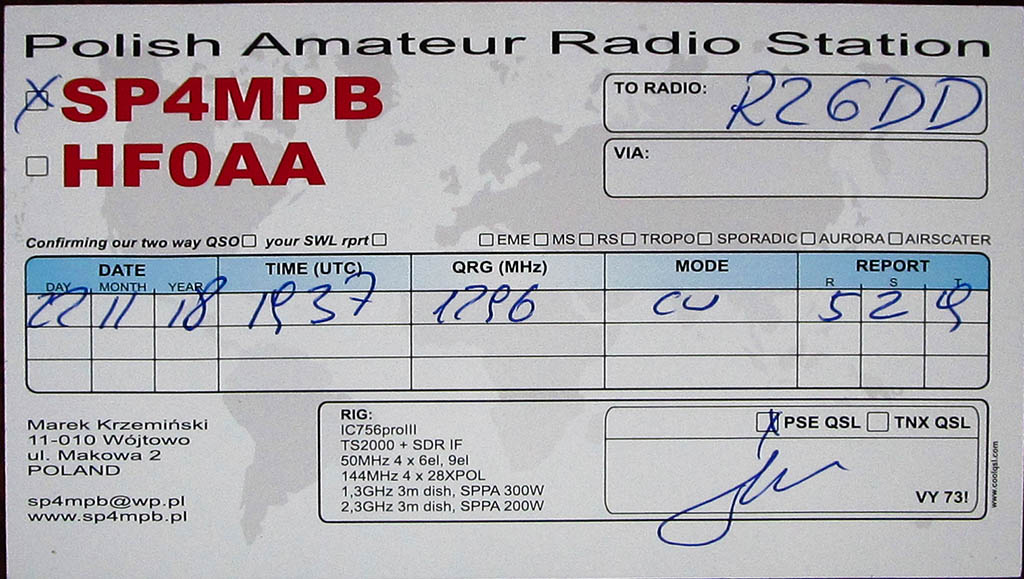 Polish Amateur Radio Station
SP4MPB
HF0AA
TO RADIO: R26DD
VIA:
Confirming our two way QSO your SWL rprt
EME MS RS TROPO SPORADIC AURORA AIRSCATER
DATE TIME (UTC) QRG (MHz) MODE REPORT
DAY MONTH YEAR R S T
22 11 18 1937 1296 CW 5 2 9
Marek Krzemiński
11-010 Wójtowo
ul. Makowa 2
POLAND
sp4mpb@wp.pl
www.sp4mpb.pl
RIG:
IC756proIII
TS2000 + SDR IF
50MHz 4 x 6el, 9el
144MHz 4 x 28XPOL
1,3GHz 3m dish, SPPA 300W
2,3GHz 3m dish, SPPA 200W
PSE QSL TNX QSL
VY 73!
www.coolqsl.com